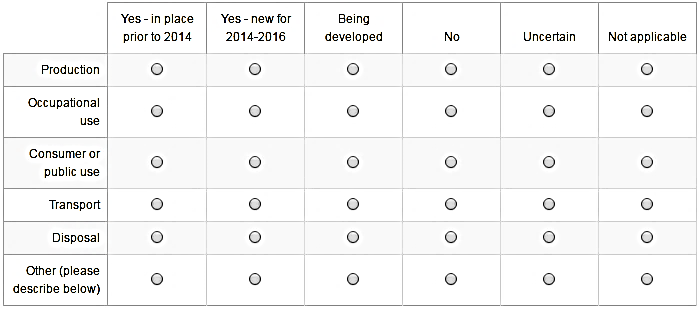 Yes - in place
prior to 2014
Yes - new for
2014-2016
Being
developed
No
Uncertain
Not applicable
Production
Occupational
use
Consumer or
public use
Transport
Disposal
Other (please
describe below)